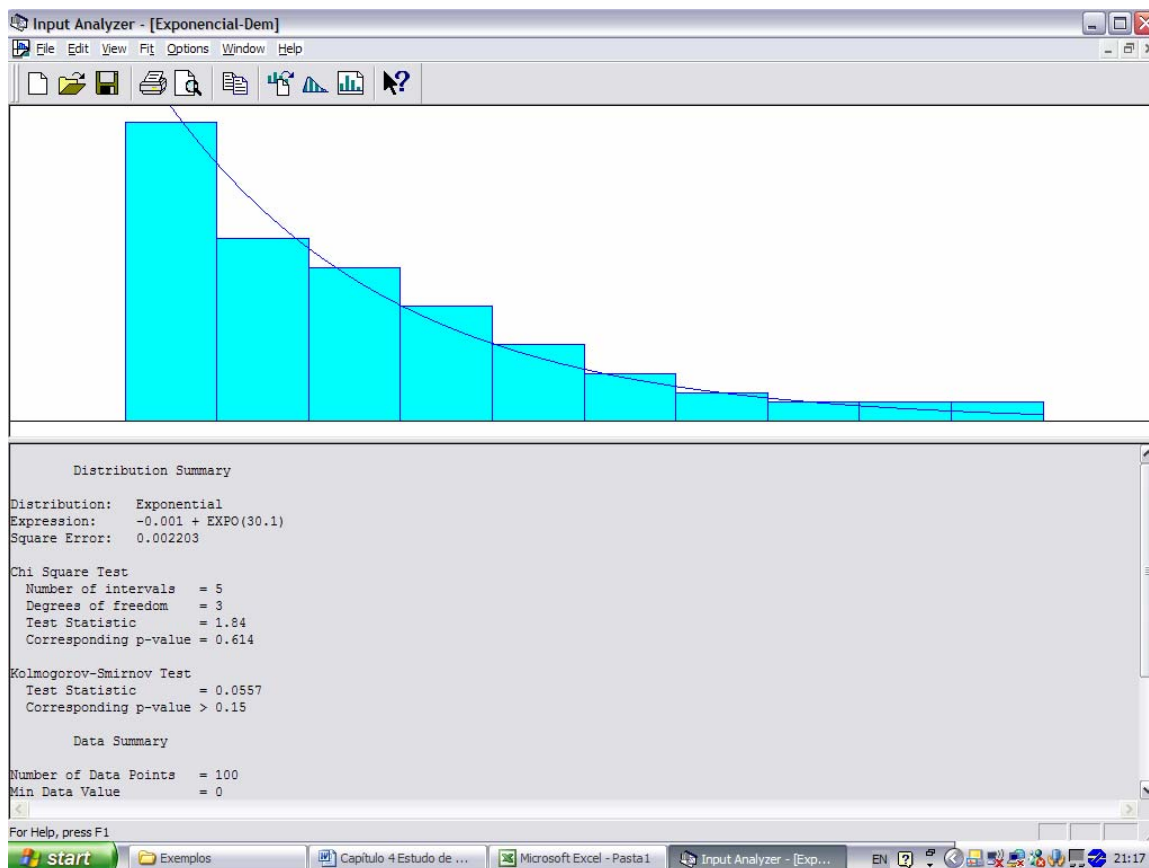 Input Analyzer - [Exponencial-Dem]
File Edit View Fit Options Window Help
Distribution Summary
Distribution: Exponential
Expression: -0.001 + EXPO(30.1)
Square Error: 0.002203
Chi Square Test
Number of intervals = 5
Degrees of freedom = 3
Test Statistic = 1.84
Corresponding p-value = 0.614
Kolmogorov-Smirnov Test
Test Statistic = 0.0557
Corresponding p-value > 0.15
Data Summary
Number of Data Points = 100
Min Data Value = 0
For Help, press F1
start Exemplos Capítulo 4 Estudo de ... Microsoft Excel - Pasta1 Input Analyzer - [Exp... EN 21:17